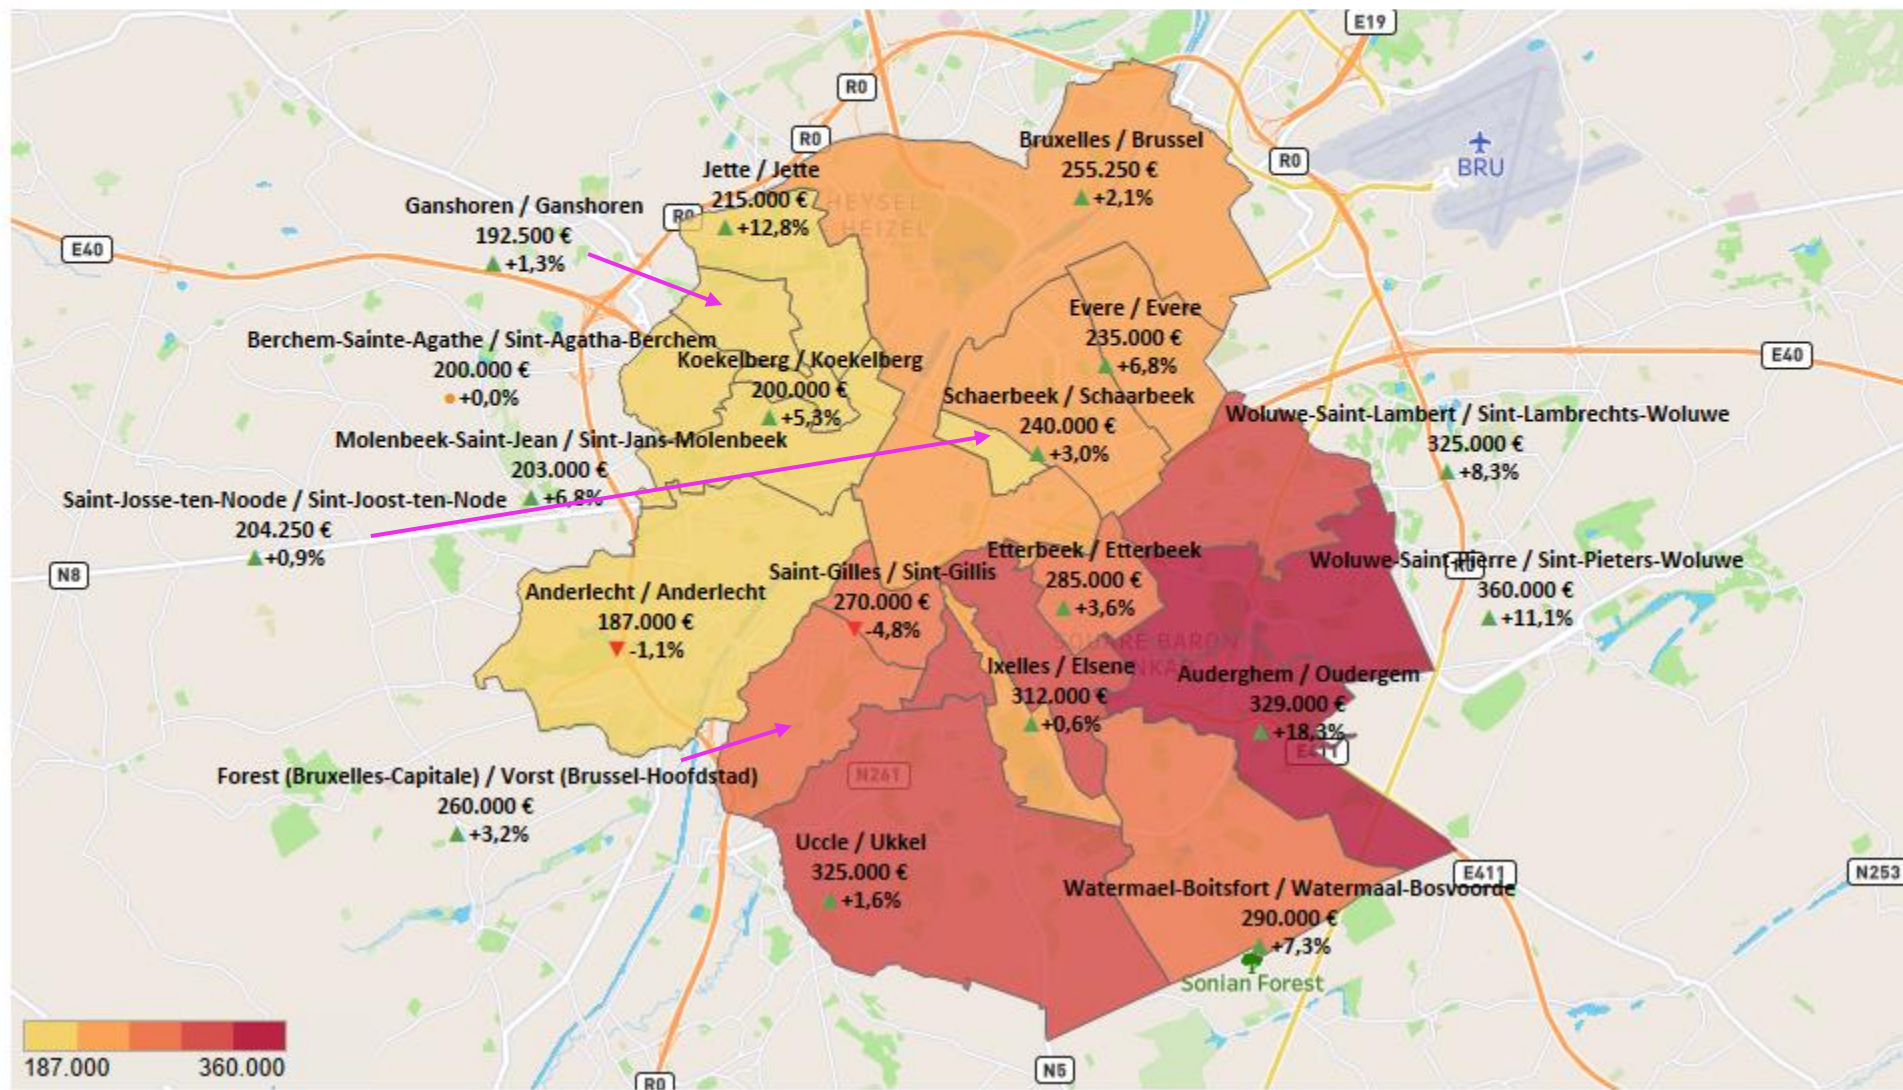 E19
R0
R0
Bruxelles / Brussel
255.250 €
+2,1%
R0
BRU
Jette / Jette
215.000 €
+12,8%
HEYSEL
HEIZEL
Ganshoren / Ganshoren
192.500 €
+1,3%
R0
E40
Evere / Evere
235.000 €
+6,8%
Berchem-Sainte-Agathe / Sint-Agatha-Berchem
200.000 €
+0,0%
Koekelberg / Koekelberg
200.000 €
+5,3%
E40
Schaerbeek / Schaarbeek
240.000 €
+3,0%
Woluwe-Saint-Lambert / Sint-Lambrechts-Woluwe
325.000 €
+8,3%
Molenbeek-Saint-Jean / Sint-Jans-Molenbeek
203.000 €
+6,8%
Saint-Josse-ten-Noode / Sint-Joost-ten-Node
204.250 €
+0,9%
N8
Etterbeek / Etterbeek
285.000 €
+3,6%
Woluwe-Saint-Pierre / Sint-Pieters-Woluwe
360.000 €
+11,1%
R0
Saint-Gilles / Sint-Gillis
270.000 €
-4,8%
Anderlecht / Anderlecht
187.000 €
-1,1%
SQUARE BARON
Ixelles / Elsene
312.000 €
+0,6%
Auderghem / Oudergem
329.000 €
+18,3%
E411
Forest (Bruxelles-Capitale) / Vorst (Brussel-Hoofdstad)
260.000 €
+3,2%
N261
Uccle / Ukkel
325.000 €
+1,6%
E411
N253
Watermael-Boitsfort / Watermaal-Bosvoorde
290.000 €
+7,3%
Sonian Forest
187.000 360.000
R0
N5